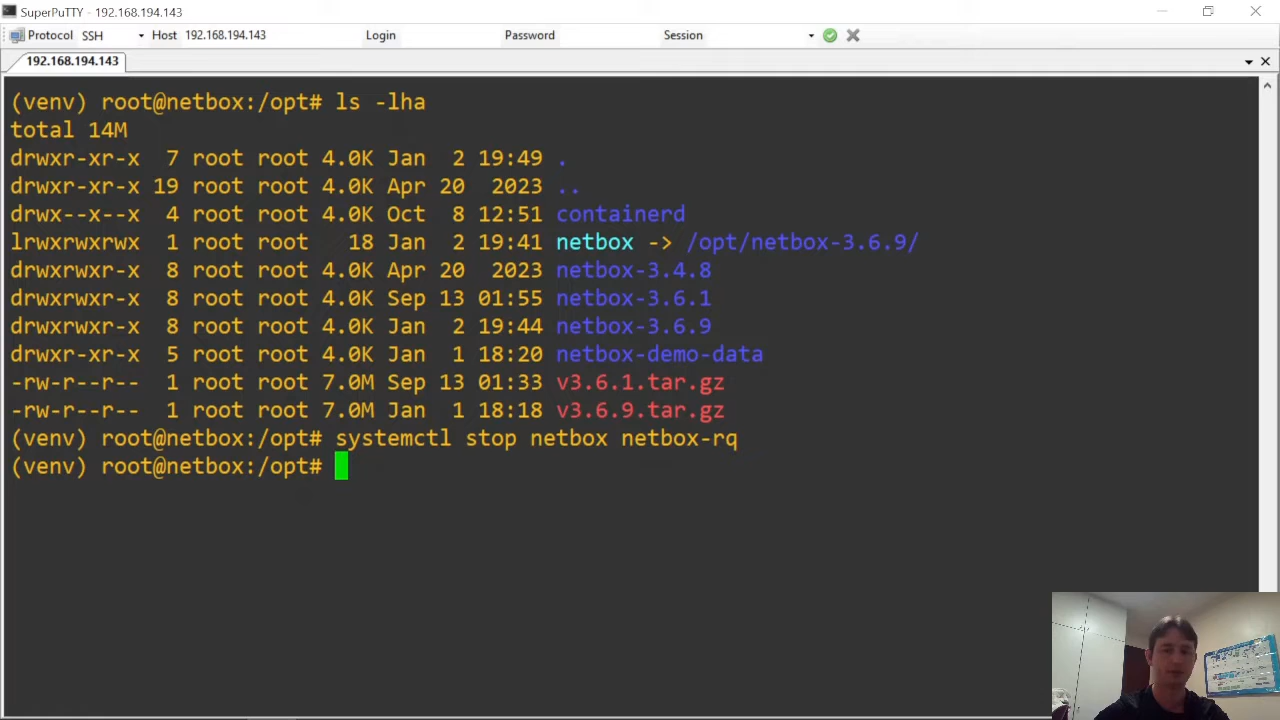 SuperPuTTY - 192.168.194.143
Protocol SSH Host 192.168.194.143 Login Password Session
192.168.194.143
(venv) root@netbox:/opt# ls -lha
total 14M
drwxr-xr-x 7 root root 4.0K Jan 2 19:49 .
drwxr-xr-x 19 root root 4.0K Apr 20 2023 ..
drwx--x--x 4 root root 4.0K Oct 8 12:51 containerd
lrwxrwxrwx 1 root root 18 Jan 2 19:41 netbox -> /opt/netbox-3.6.9/
drwxrwxr-x 8 root root 4.0K Apr 20 2023 netbox-3.4.8
drwxrwxr-x 8 root root 4.0K Sep 13 01:55 netbox-3.6.1
drwxrwxr-x 8 root root 4.0K Jan 2 19:44 netbox-3.6.9
drwxr-xr-x 5 root root 4.0K Jan 1 18:20 netbox-demo-data
-rw-r--r-- 1 root root 7.0M Sep 13 01:33 v3.6.1.tar.gz
-rw-r--r-- 1 root root 7.0M Jan 1 18:18 v3.6.9.tar.gz
(venv) root@netbox:/opt# systemctl stop netbox netbox-rq
(venv) root@netbox:/opt#